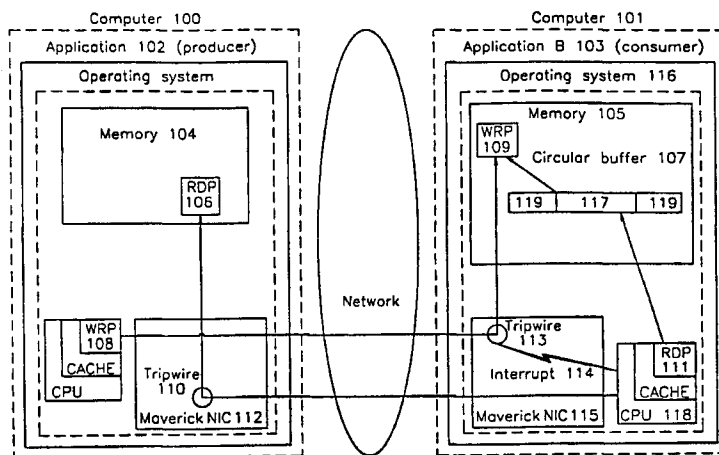 Computer 100
Application 102 (producer)
Operating system
Memory 104
RDP
106
WRP
108
CACHE
CPU
Tripwire
110
Maverick NIC 112
Network
Computer 101
Application B 103 (consumer)
Operating system 116
Memory 105
WRP
109
Circular buffer 107
119 117 119
Tripwire
113
Interrupt 114
Maverick NIC 115
RDP
111
CACHE
CPU 118